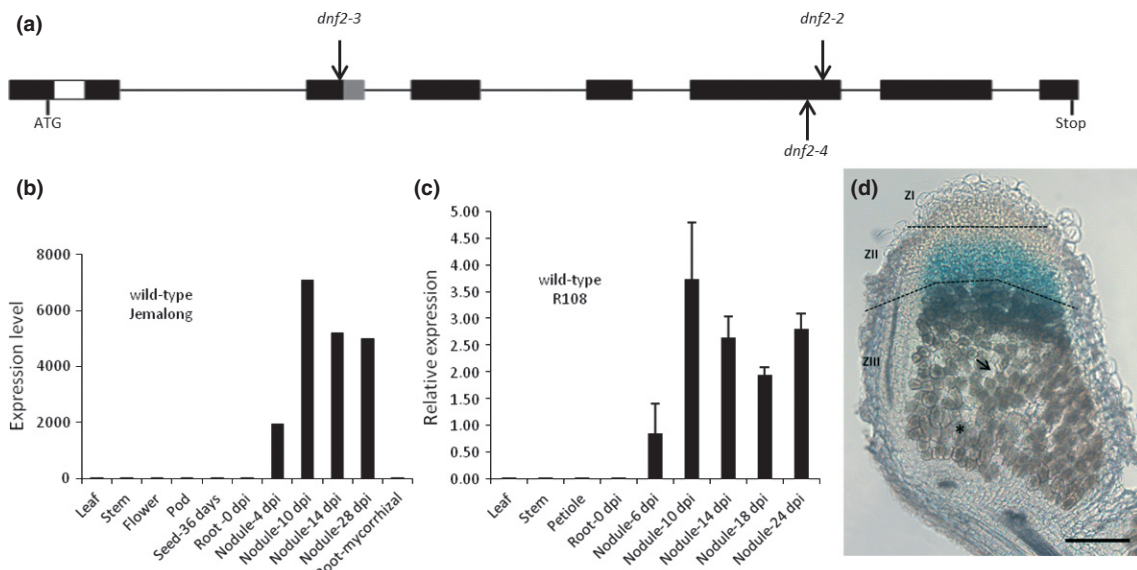 (a)
dnf2-3
dnf2-2
ATG
Stop
dnf2-4
(b)
Expression level
8000
6000
4000
2000
0
wild-type
Jemalong
Leaf
Stem
Flower
Pod
Seed-36 days
Root-0 dpi
Nodule-4 dpi
Nodule-10 dpi
Nodule-14 dpi
Nodule-28 dpi
Root-mycorrhizal
(c)
Relative expression
5.00
4.50
4.00
3.50
3.00
2.50
2.00
1.50
1.00
0.50
0.00
wild-type
R108
Leaf
Stem
Petiole
Root-0 dpi
Nodule-6 dpi
Nodule-10 dpi
Nodule-14 dpi
Nodule-18 dpi
Nodule-24 dpi
(d)
ZI
ZII
ZIII
*